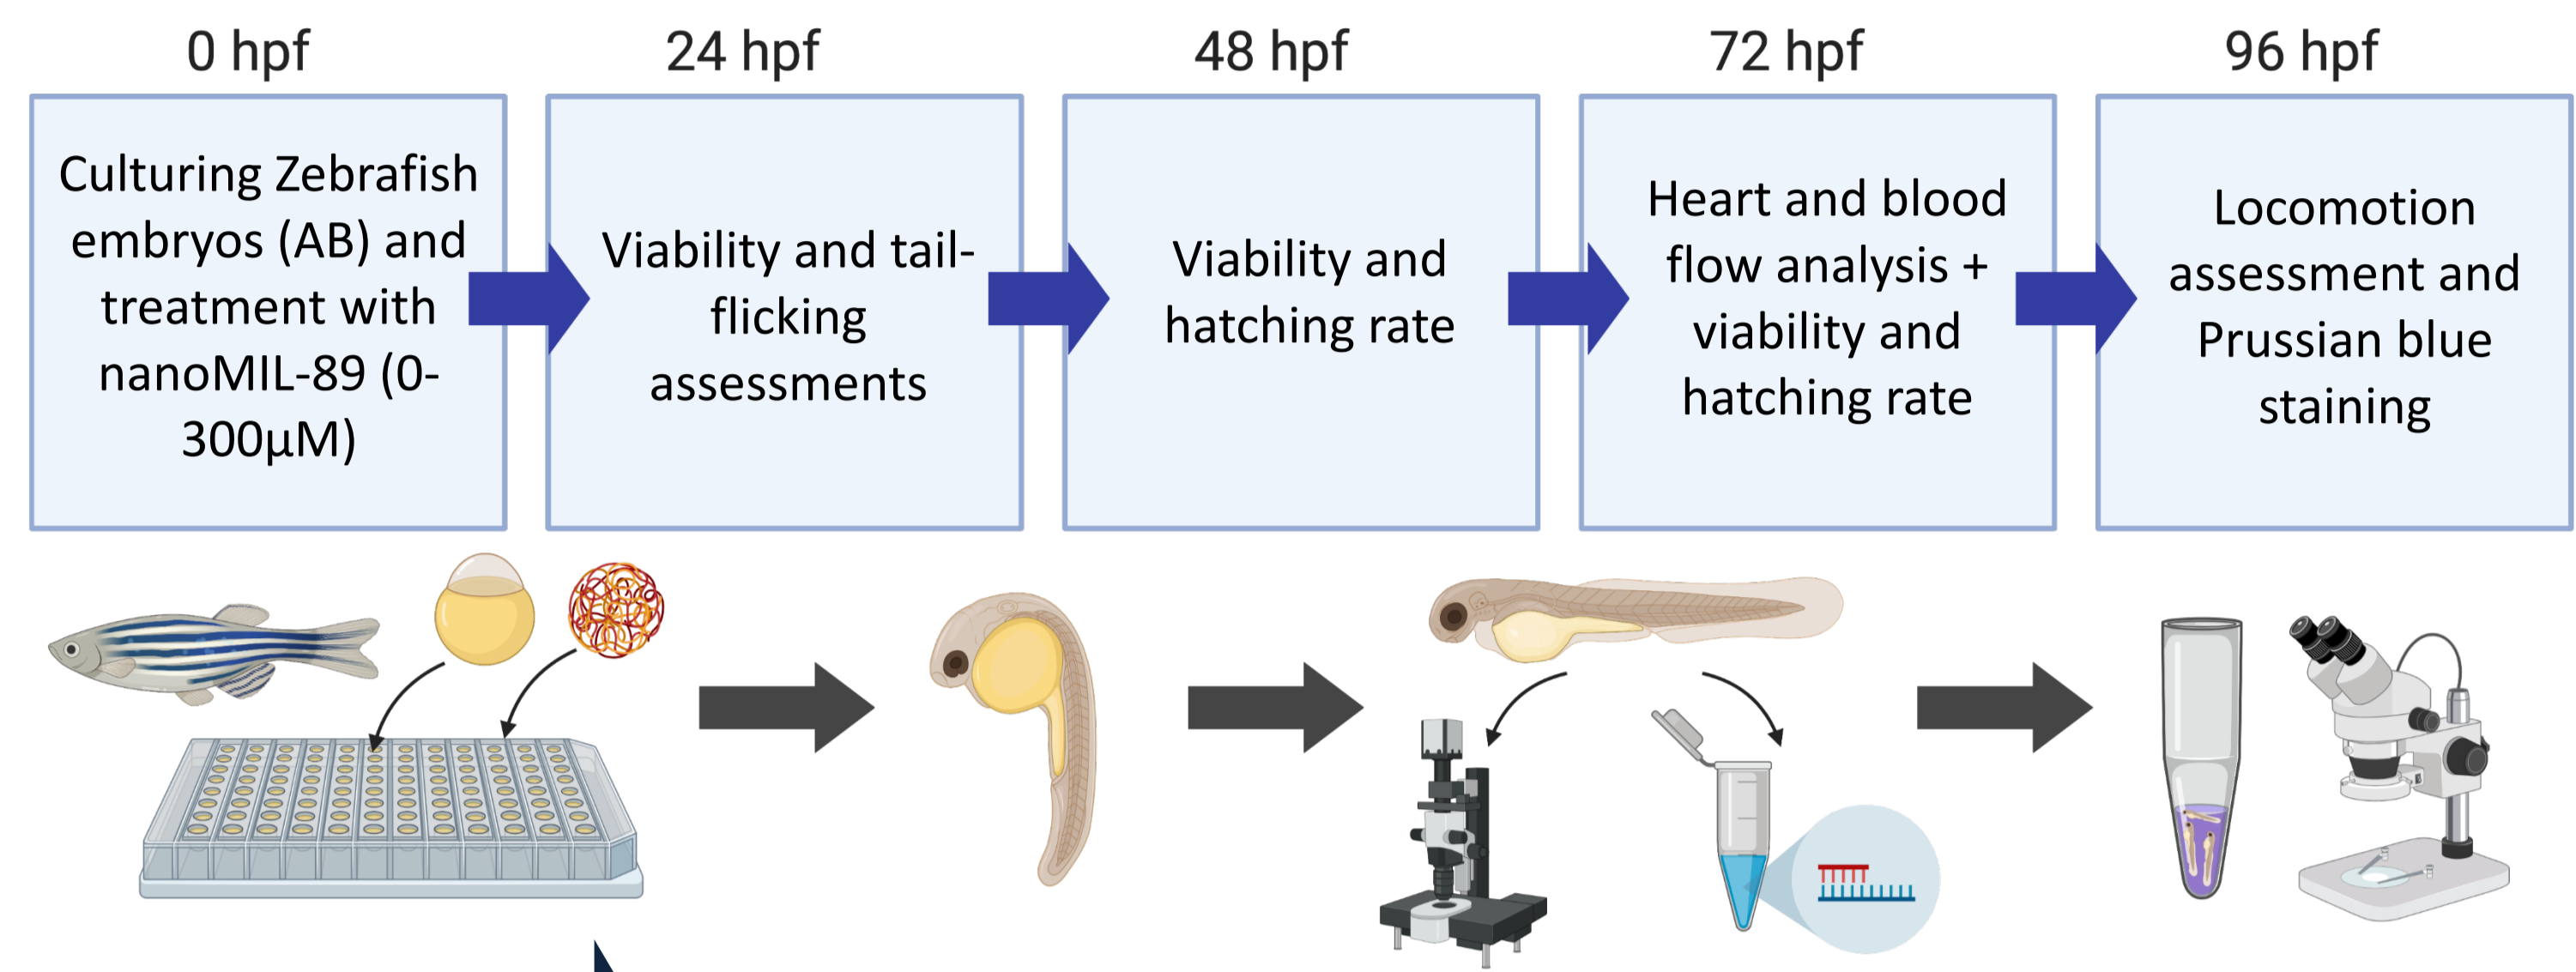 0 hpf
24 hpf
48 hpf
72 hpf
96 hpf
Culturing Zebrafish
embryos (AB) and
treatment with
nanoMIL-89 (0-
300µM)
Viability and tail-
flicking
assessments
Viability and
hatching rate
Heart and blood
flow analysis +
viability and
hatching rate
Locomotion
assessment and
Prussian blue
staining